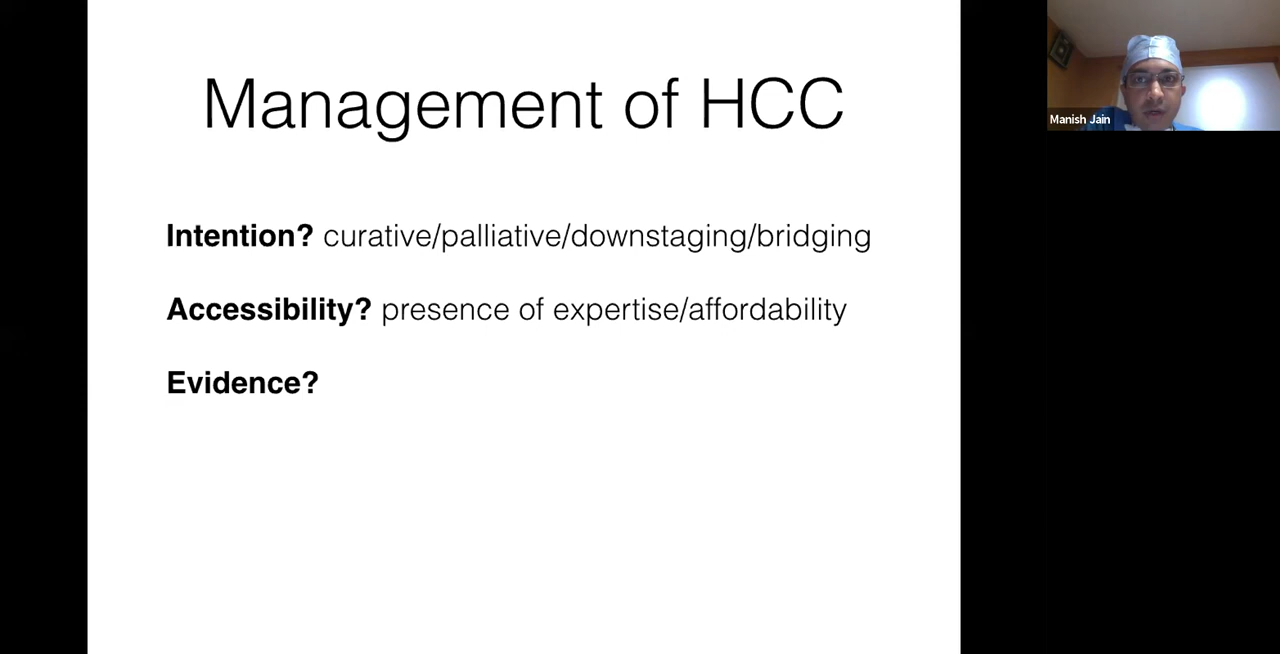 Management of HCC
Intention? curative/palliative/downstaging/bridging
Accessibility? presence of expertise/affordability
Evidence?
Manish Jain